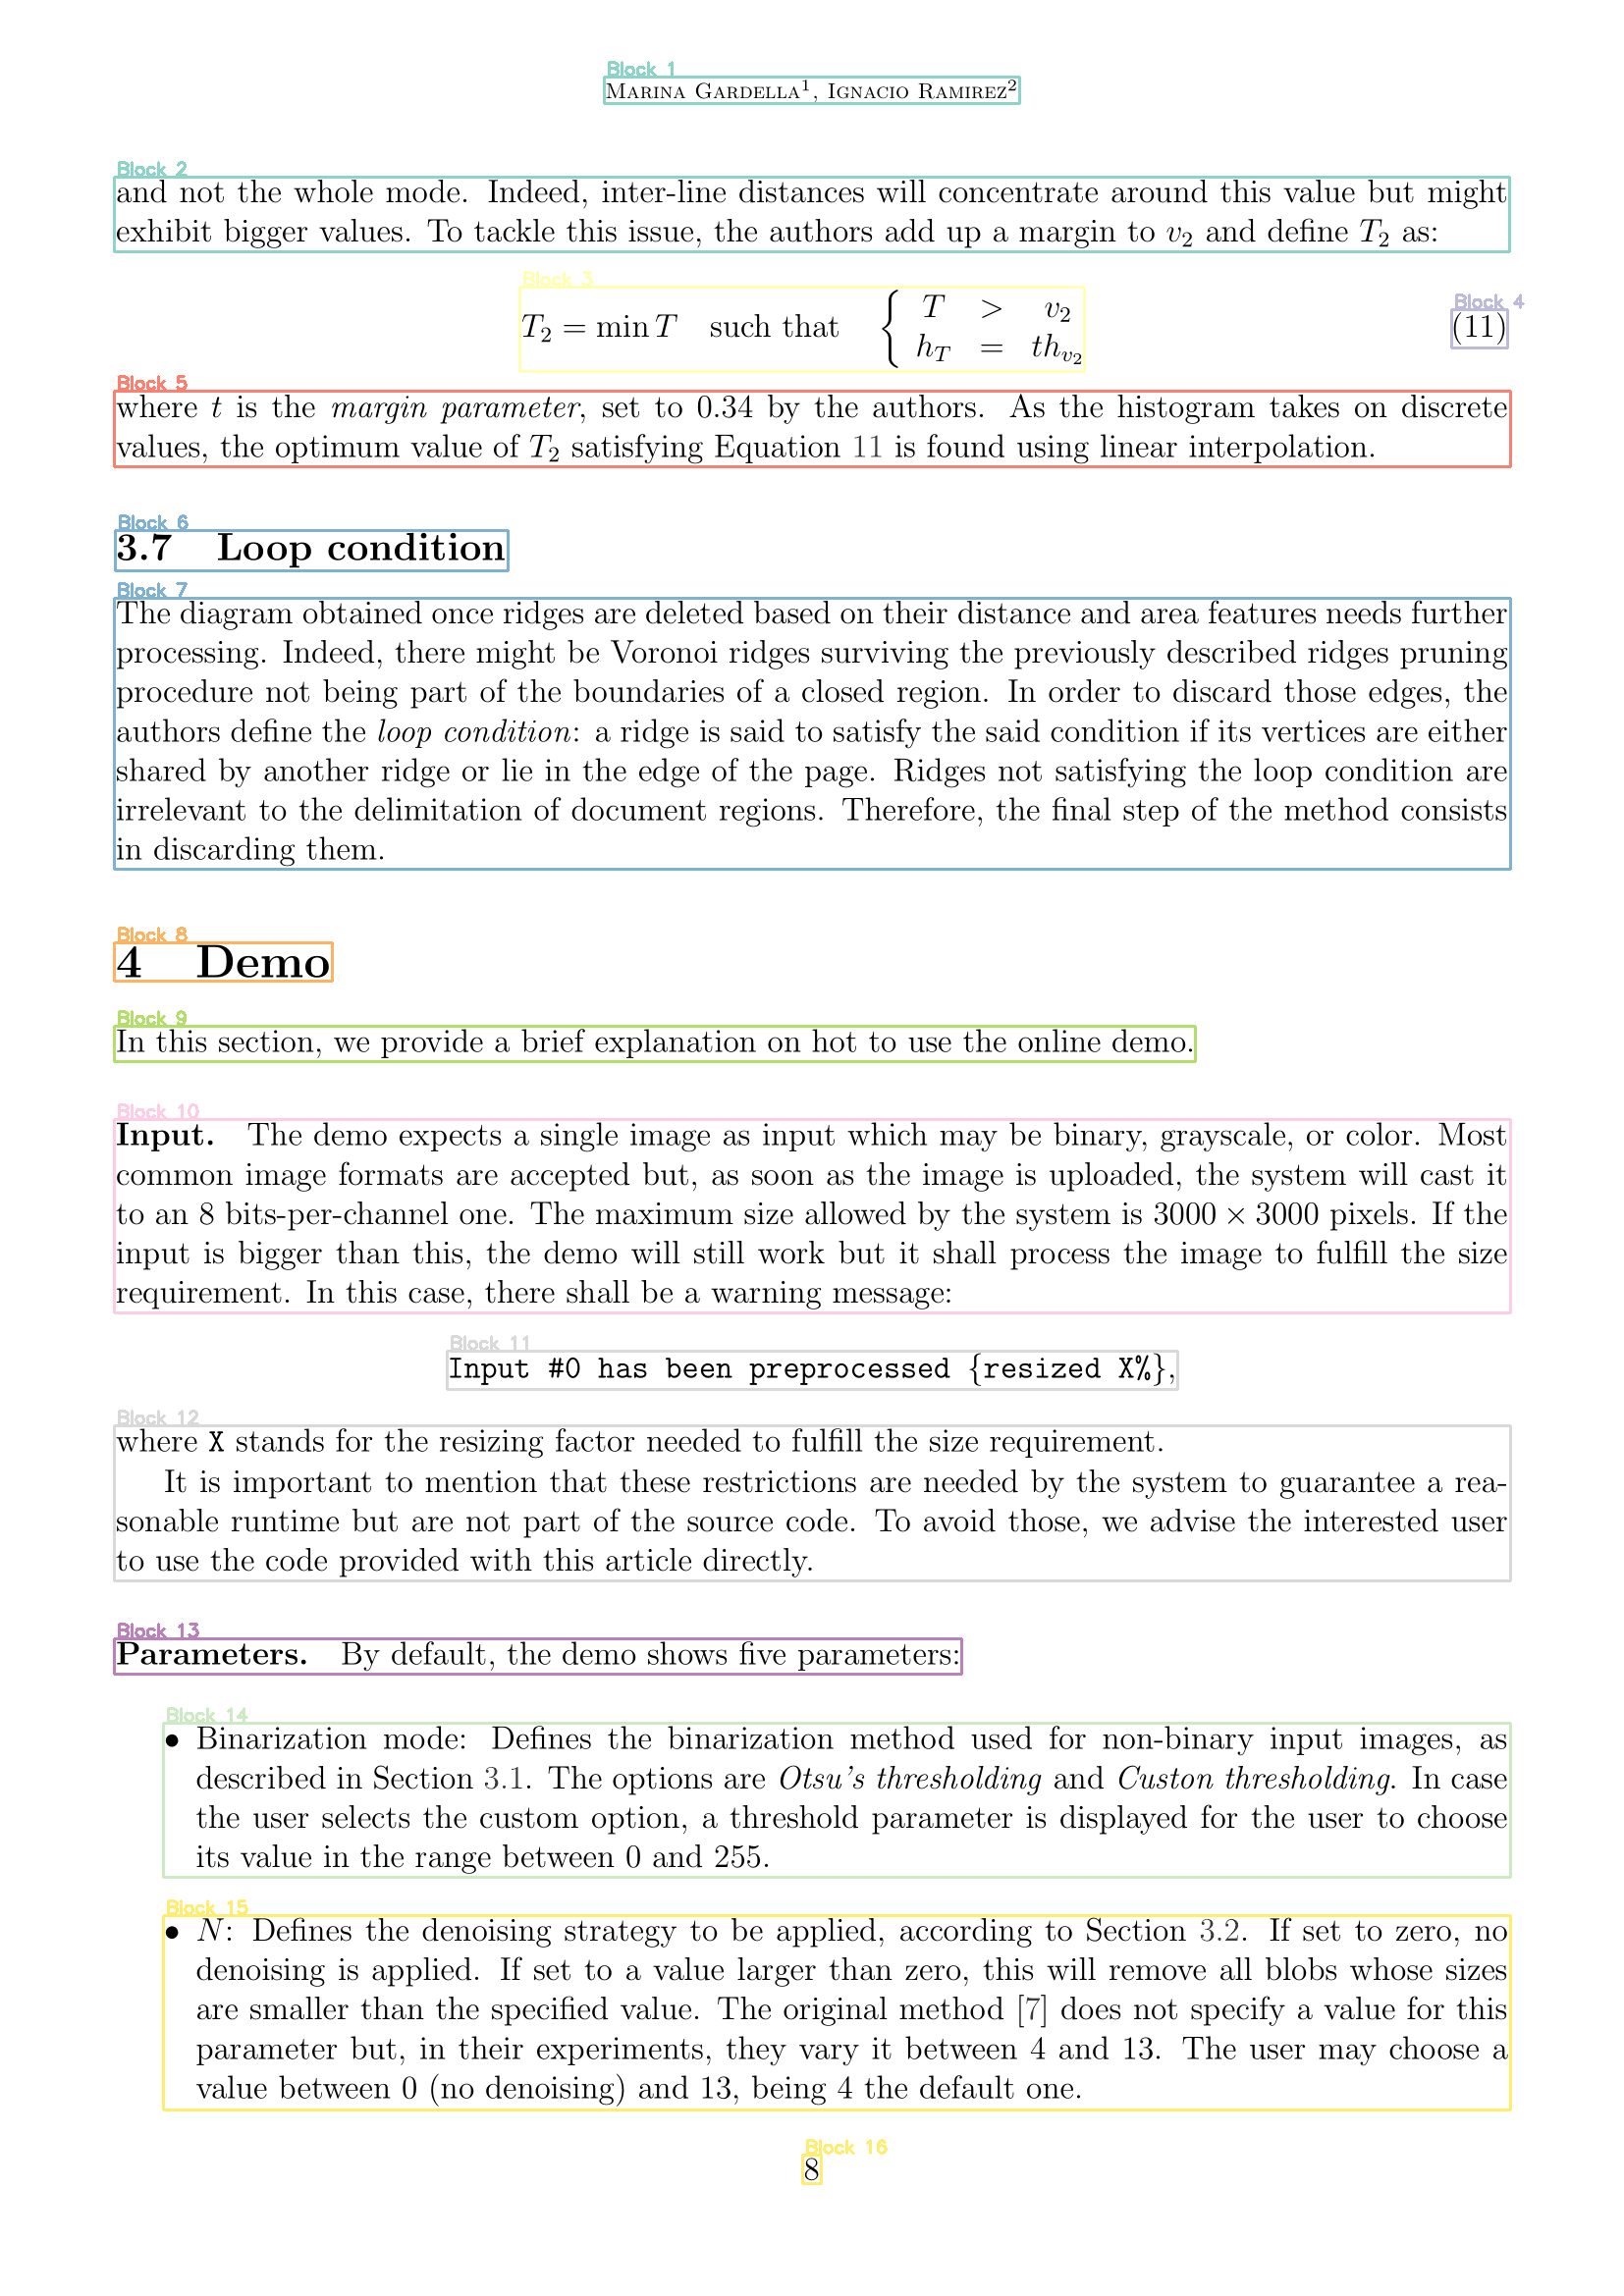 Block 1
Marina Gardella¹, Ignacio Ramirez²
Block 2
and not the whole mode. Indeed, inter-line distances will concentrate around this value but might
exhibit bigger values. To tackle this issue, the authors add up a margin to v₂ and define T₂ as:
Block 3
T₂ = min T such that { T > v₂
h_T = th_{v₂}
Block 4
(11)
Block 5
where t is the margin parameter, set to 0.34 by the authors. As the histogram takes on discrete
values, the optimum value of T₂ satisfying Equation 11 is found using linear interpolation.
Block 6
3.7 Loop condition
Block 7
The diagram obtained once ridges are deleted based on their distance and area features needs further
processing. Indeed, there might be Voronoi ridges surviving the previously described ridges pruning
procedure not being part of the boundaries of a closed region. In order to discard those edges, the
authors define the loop condition: a ridge is said to satisfy the said condition if its vertices are either
shared by another ridge or lie in the edge of the page. Ridges not satisfying the loop condition are
irrelevant to the delimitation of document regions. Therefore, the final step of the method consists
in discarding them.
Block 8
4 Demo
Block 9
In this section, we provide a brief explanation on hot to use the online demo.
Block 10
Input. The demo expects a single image as input which may be binary, grayscale, or color. Most
common image formats are accepted but, as soon as the image is uploaded, the system will cast it
to an 8 bits-per-channel one. The maximum size allowed by the system is 3000 × 3000 pixels. If the
input is bigger than this, the demo will still work but it shall process the image to fulfill the size
requirement. In this case, there shall be a warning message:
Block 11
Input #0 has been preprocessed {resized X%},
Block 12
where X stands for the resizing factor needed to fulfill the size requirement.
It is important to mention that these restrictions are needed by the system to guarantee a rea-
sonable runtime but are not part of the source code. To avoid those, we advise the interested user
to use the code provided with this article directly.
Block 13
Parameters. By default, the demo shows five parameters:
Block 14
• Binarization mode: Defines the binarization method used for non-binary input images, as
described in Section 3.1. The options are Otsu's thresholding and Custon thresholding. In case
the user selects the custom option, a threshold parameter is displayed for the user to choose
its value in the range between 0 and 255.
Block 15
• N: Defines the denoising strategy to be applied, according to Section 3.2. If set to zero, no
denoising is applied. If set to a value larger than zero, this will remove all blobs whose sizes
are smaller than the specified value. The original method [7] does not specify a value for this
parameter but, in their experiments, they vary it between 4 and 13. The user may choose a
value between 0 (no denoising) and 13, being 4 the default one.
Block 16
8